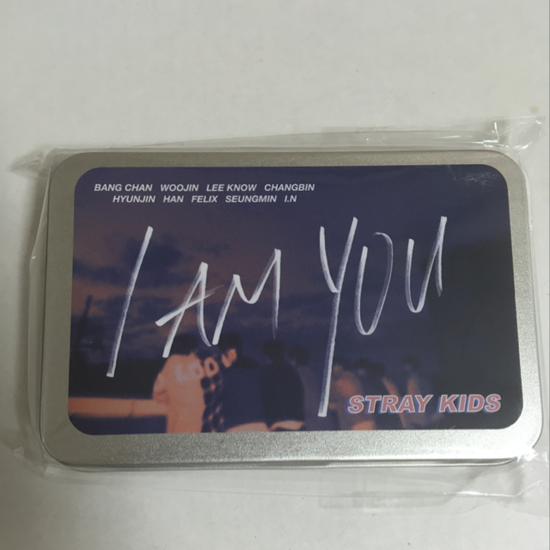 BANG CHAN WOOJIN LEE KNOW CHANGBIN
HYUNJIN HAN FELIX SEUNGMIN I.N
I AM YOU
STRAY KIDS